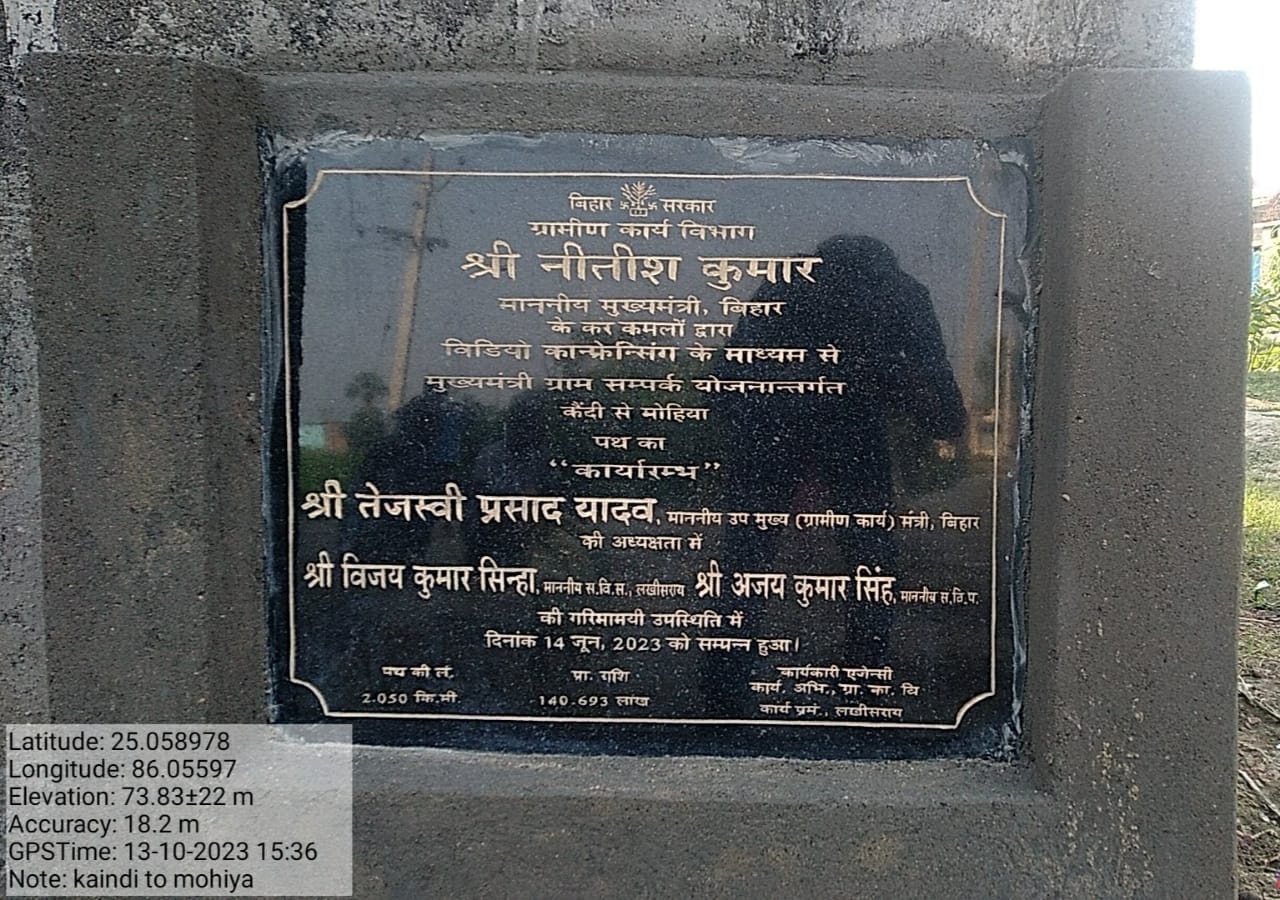 बिहार सरकार
ग्रामीण कार्य विभाग
श्री नीतीश कुमार
माननीय मुख्यमंत्री, बिहार
के कर कमलों द्वारा
विडियो कान्फ्रेन्सिंग के माध्यम से
मुख्यमंत्री ग्राम सम्पर्क योजनान्तर्गत
कैंदी से मोहिया
पथ का
“कार्यारम्भ”
श्री तेजस्वी प्रसाद यादव, माननीय उप मुख्य (ग्रामीण कार्य) मंत्री, बिहार
की अध्यक्षता में
श्री विजय कुमार सिन्हा, माननीय स.वि.स., लखीसराय श्री अजय कुमार सिंह, माननीय स.वि.प.
की गरिमामयी उपस्थिति में
दिनांक 14 जून, 2023 को सम्पन्न हुआ।
पथ की लं. प्रा. राशि कार्यकारी एजेन्सी
2.050 कि.मी. 140.693 लाख कार्य. अभि., ग्रा. का. वि
कार्य प्रमं., लखीसराय
Latitude: 25.058978
Longitude: 86.05597
Elevation: 73.83±22 m
Accuracy: 18.2 m
GPSTime: 13-10-2023 15:36
Note: kaindi to mohiya